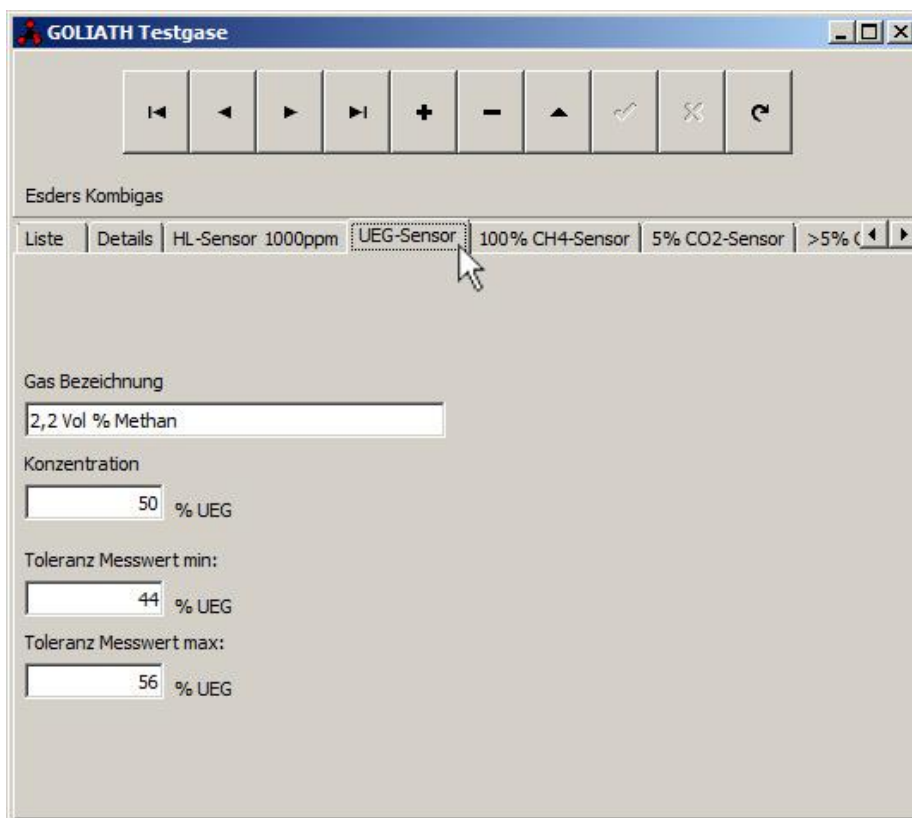 GOLIATH Testgase
Esders Kombigas
Liste Details HL-Sensor 1000ppm UEG-Sensor 100% CH4-Sensor 5% CO2-Sensor >5%
Gas Bezeichnung
2,2 Vol % Methan
Konzentration
50 % UEG
Toleranz Messwert min:
44 % UEG
Toleranz Messwert max:
56 % UEG